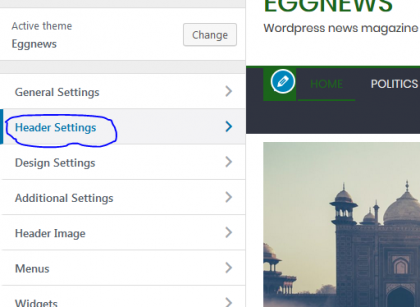 Active theme
Eggnews
Change
General Settings
Header Settings
Design Settings
Additional Settings
Header Image
Menus
Widgets
EGGNEWS
Wordpress news magazine
HOME
POLITICS